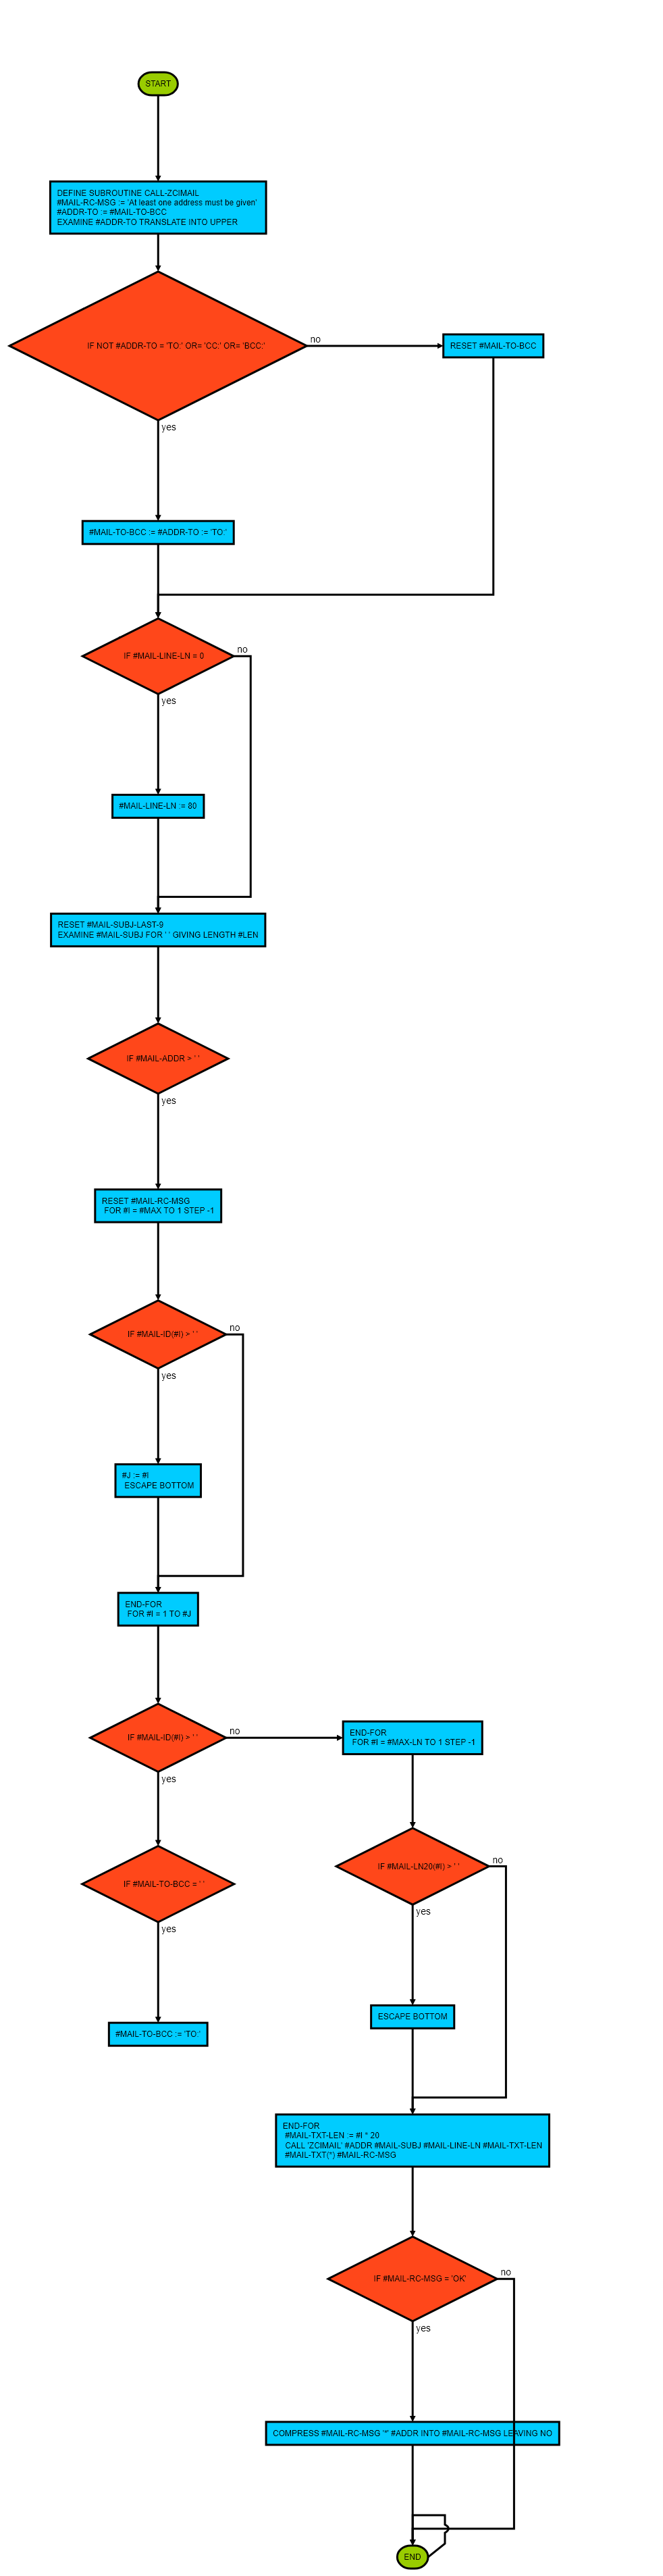 START
DEFINE SUBROUTINE CALL-ZCIMAIL
#MAIL-RC-MSG := 'At least one address must be given'
#ADDR-TO := #MAIL-TO-BCC
EXAMINE #ADDR-TO TRANSLATE INTO UPPER
IF NOT #ADDR-TO = 'TO:' OR= 'CC:' OR= 'BCC:'
no
RESET #MAIL-TO-BCC
yes
#MAIL-TO-BCC := #ADDR-TO := 'TO:'
IF #MAIL-LINE-LN = 0
no
yes
#MAIL-LINE-LN := 80
RESET #MAIL-SUBJ-LAST-9
EXAMINE #MAIL-SUBJ FOR ' ' GIVING LENGTH #LEN
IF #MAIL-ADDR > ' '
yes
RESET #MAIL-RC-MSG
FOR #I = #MAX TO 1 STEP -1
IF #MAIL-ID(#I) > ' '
no
yes
#J := #I
ESCAPE BOTTOM
END-FOR
FOR #I = 1 TO #J
IF #MAIL-ID(#I) > ' '
no
END-FOR
FOR #I = #MAX-LN TO 1 STEP -1
yes
IF #MAIL-LN20(#I) > ' '
no
IF #MAIL-TO-BCC = ' '
yes
yes
ESCAPE BOTTOM
#MAIL-TO-BCC := 'TO:'
END-FOR
#MAIL-TXT-LEN := #I * 20
CALL 'ZCIMAIL' #ADDR #MAIL-SUBJ #MAIL-LINE-LN #MAIL-TXT-LEN
#MAIL-TXT(*) #MAIL-RC-MSG
IF #MAIL-RC-MSG = 'OK'
no
yes
COMPRESS #MAIL-RC-MSG '*' #ADDR INTO #MAIL-RC-MSG LEAVING NO
END